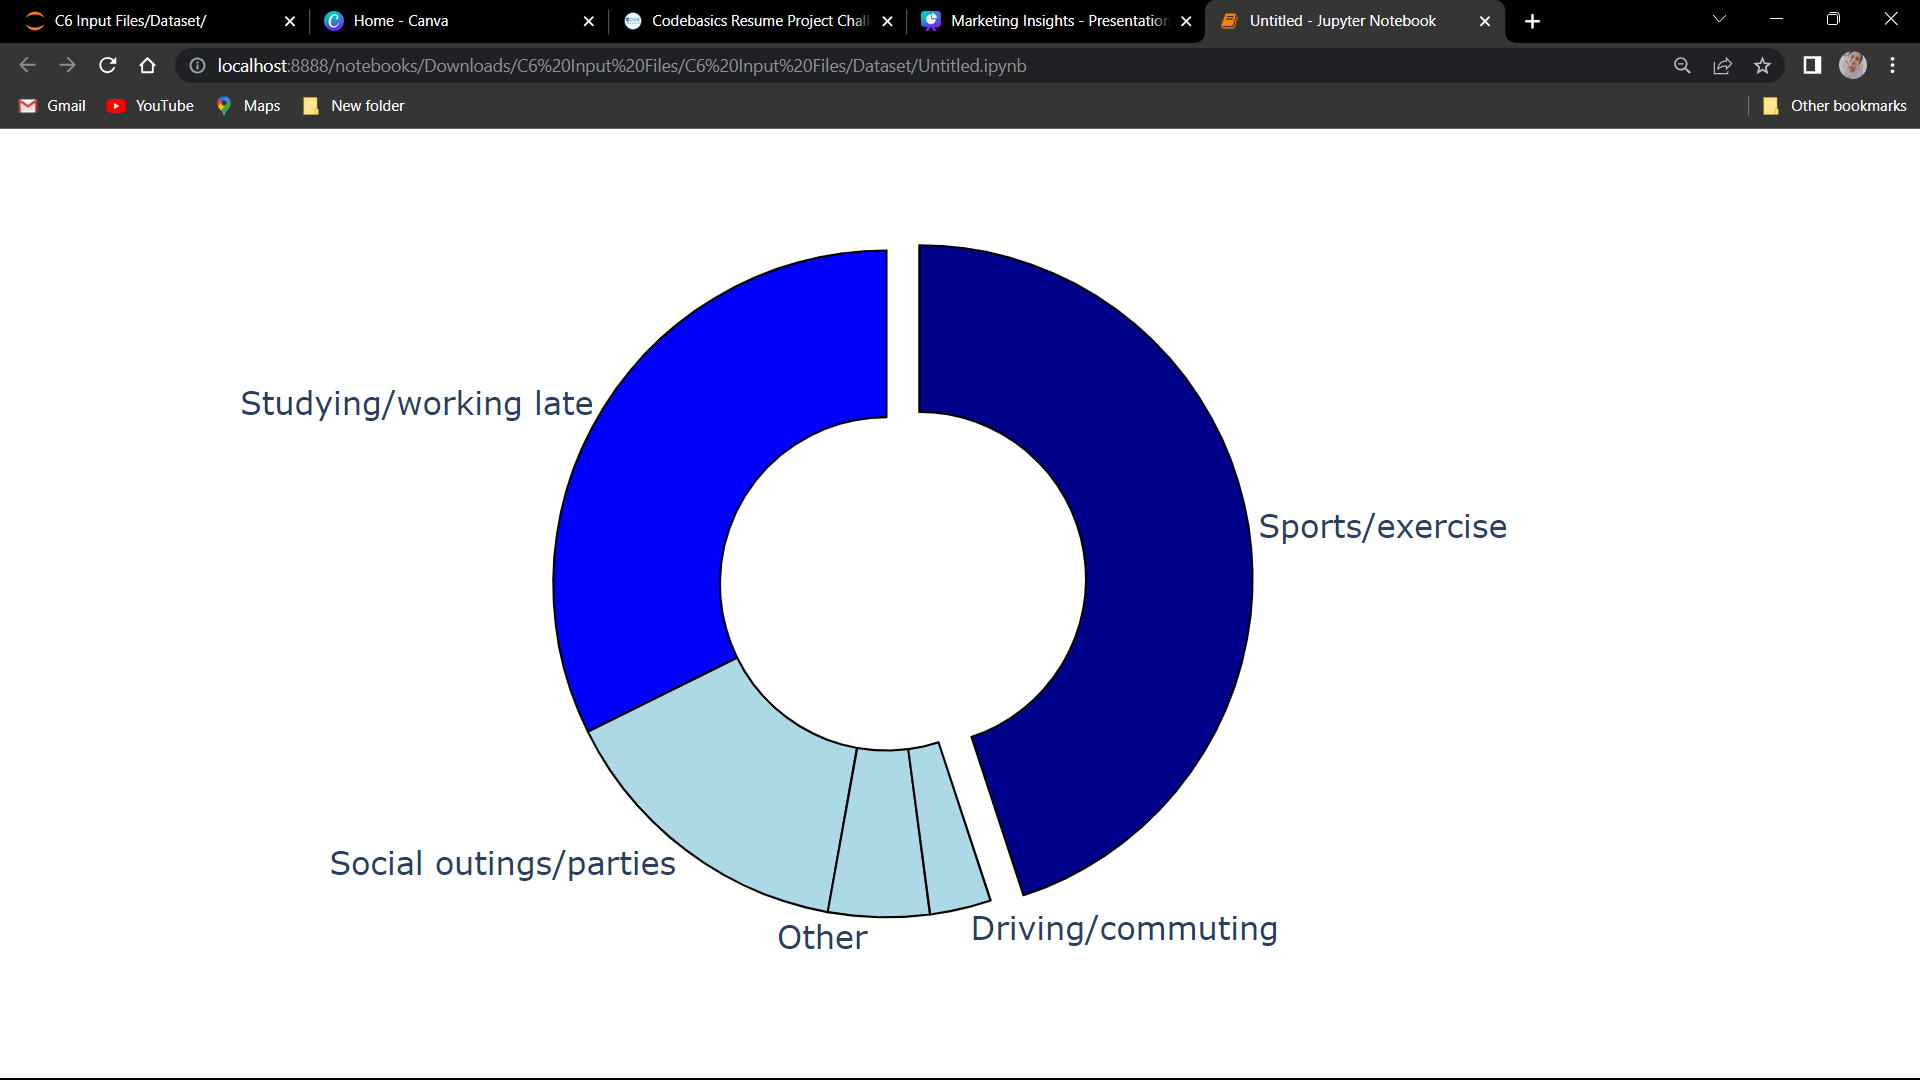 C6 Input Files/Dataset/
Home - Canva
Codebasics Resume Project Chal
Marketing Insights - Presentation
Untitled - Jupyter Notebook
localhost:8888/notebooks/Downloads/C6%20Input%20Files/C6%20Input%20Files/Dataset/Untitled.ipynb
Gmail
YouTube
Maps
New folder
Other bookmarks
Studying/working late
Sports/exercise
Social outings/parties
Other
Driving/commuting